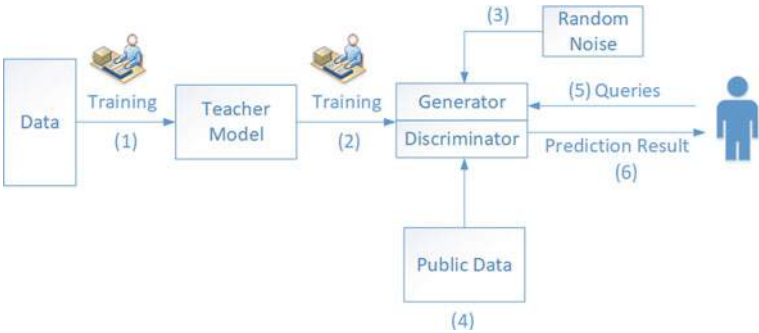 (3)
Random
Noise
Training
Training
Data
Teacher
Model
Generator
(5) Queries
(1)
(2)
Discriminator
Prediction Result
(6)
Public Data
(4)